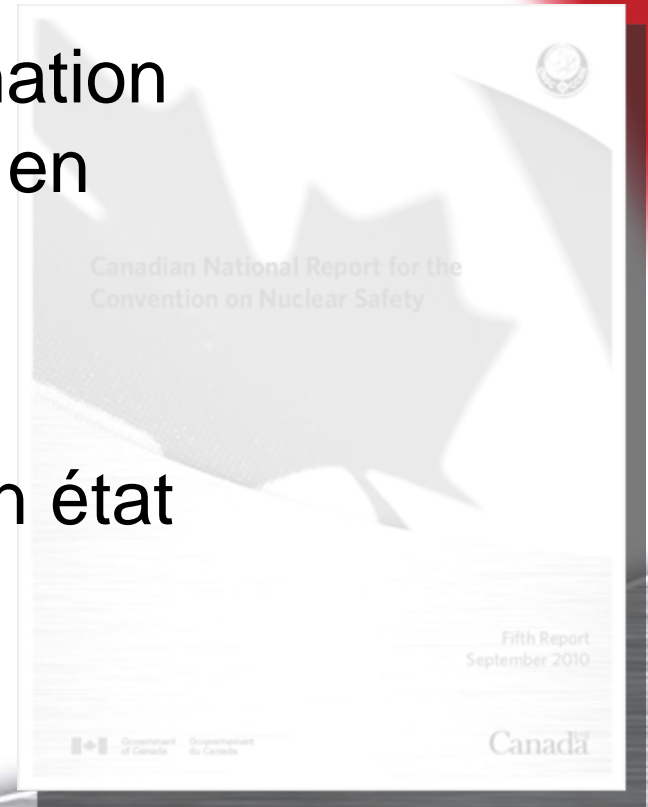 nation
en
Canadian National Report for the
Convention on Nuclear Safety
n état
Fifth Report
September 2010
Government
of Canada
Gouvernement
du Canada
Canada